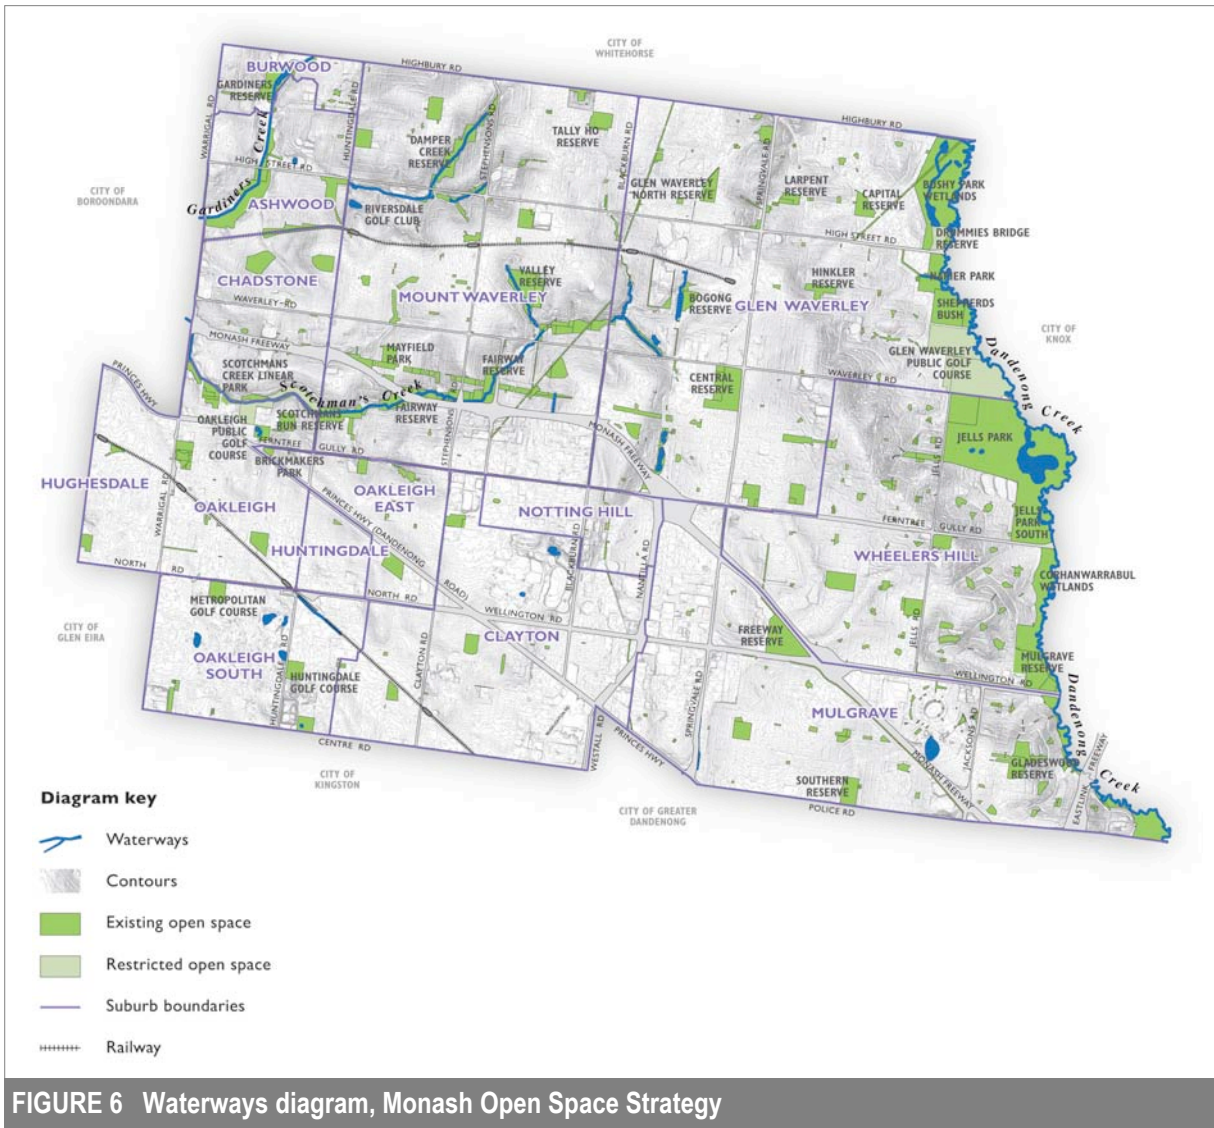 CITY OF
WHITEHORSE
BURWOOD
HIGHBURY RD
GARDINERS
RESERVE
WARRIGAL RD
HUNTINGDALE RD
Gardiners Creek
HIGH STREET RD
DAMPER
CREEK
RESERVE
STEPHENSONS RD
TALLY HO
RESERVE
BLACKBURN RD
HIGHBURY RD
SPRINGVALE RD
GLEN WAVERLEY
NORTH RESERVE
LARPENT
RESERVE
CAPITAL
RESERVE
BUSHY PARK
WETLANDS
CITY OF
BOROONDARA
ASHWOOD
RIVERSDALE
GOLF CLUB
HIGH STREET RD
DRUMMIES BRIDGE
RESERVE
CHADSTONE
VALLEY
RESERVE
MOUNT WAVERLEY
BOGONG
RESERVE
GLEN WAVERLEY
HINKLER
RESERVE
NAPIER PARK
SHEPHERDS
BUSH
WAVERLEY RD
MONASH FREEWAY
CITY OF
KNOX
MAYFIELD
PARK
FAIRWAY
RESERVE
GLEN WAVERLEY
PUBLIC GOLF
COURSE
Dandenong Creek
PRINCES HWY
SCOTCHMANS
CREEK LINEAR
PARK
Scotchman's Creek
CENTRAL
RESERVE
WAVERLEY RD
OAKLEIGH
PUBLIC
GOLF
COURSE
SCOTCHMANS
RUN RESERVE
FAIRWAY
RESERVE
STEPHENSONS RD
MONASH FREEWAY
JELLS PARK
JELLS RD
FERNTREE GULLY RD
BRICKMAKERS
PARK
HUGHESDALE
WARRIGAL RD
OAKLEIGH
OAKLEIGH
EAST
PRINCES HWY (DANDENONG ROAD)
NOTTING HILL
JELLS
PARK
SOUTH
FERNTREE GULLY RD
HUNTINGDALE
BLACKBURN RD
NANTILLA RD
WHEELERS HILL
CORHANWARRABUL
WETLANDS
NORTH RD
METROPOLITAN
GOLF COURSE
NORTH RD
WELLINGTON RD
CITY OF
GLEN EIRA
CLAYTON
FREEWAY
RESERVE
JELLS RD
MULGRAVE
RESERVE
OAKLEIGH
SOUTH
HUNTINGDALE RD
HUNTINGDALE
GOLF COURSE
CLAYTON RD
WELLINGTON RD
SPRINGVALE RD
MULGRAVE
Dandenong Creek
CENTRE RD
WESTALL RD
PRINCES HWY
MONASH FREEWAY
JACKSONS RD
GLADESWOOD
RESERVE
EASTLINK FREEWAY
SOUTHERN
RESERVE
POLICE RD
CITY OF
KINGSTON
CITY OF GREATER
DANDENONG
Diagram key
Waterways
Contours
Existing open space
Restricted open space
Suburb boundaries
Railway
FIGURE 6 Waterways diagram, Monash Open Space Strategy